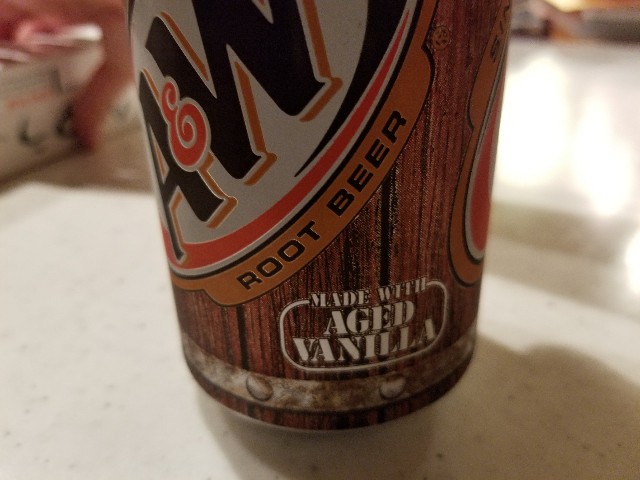 A&W
ROOT BEER
MADE WITH
AGED
VANILLA